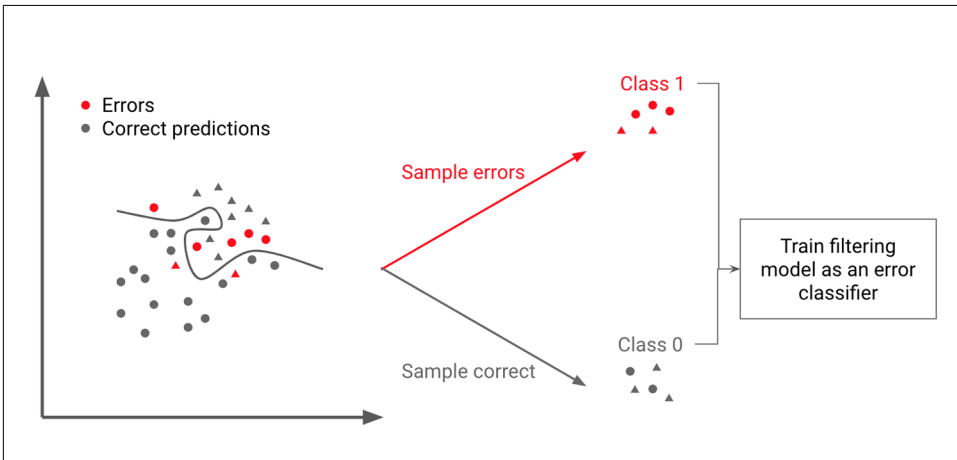 Errors
Correct predictions
Sample errors
Class 1
Train filtering
model as an error
classifier
Class 0
Sample correct